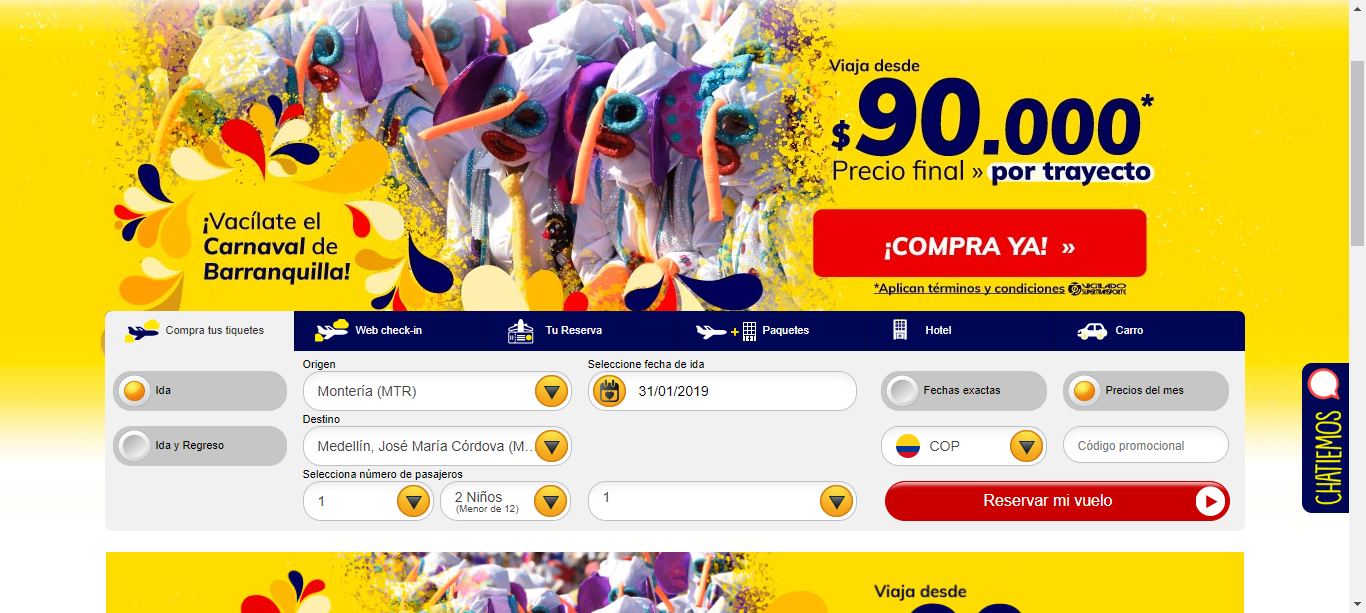 Viaja desde
$90.000*
Precio final » por trayecto
¡Vacílate el
Carnaval de
Barranquilla!
¡COMPRA YA! »
*Aplican términos y condiciones
VIGILADO
SUPERTRANSPORTE
Compra tus tiquetes
Web check-in
Tu Reserva
+
Paquetes
Hotel
Carro
Origen
Seleccione fecha de ida
Ida
Montería (MTR)
31/01/2019
Fechas exactas
Precios del mes
Destino
Ida y Regreso
Medellín, José María Córdova (M...
COP
Código promocional
Selecciona número de pasajeros
1
2 Niños
(Menor de 12)
1
Reservar mi vuelo
CHATIEMOS
Viaja desde